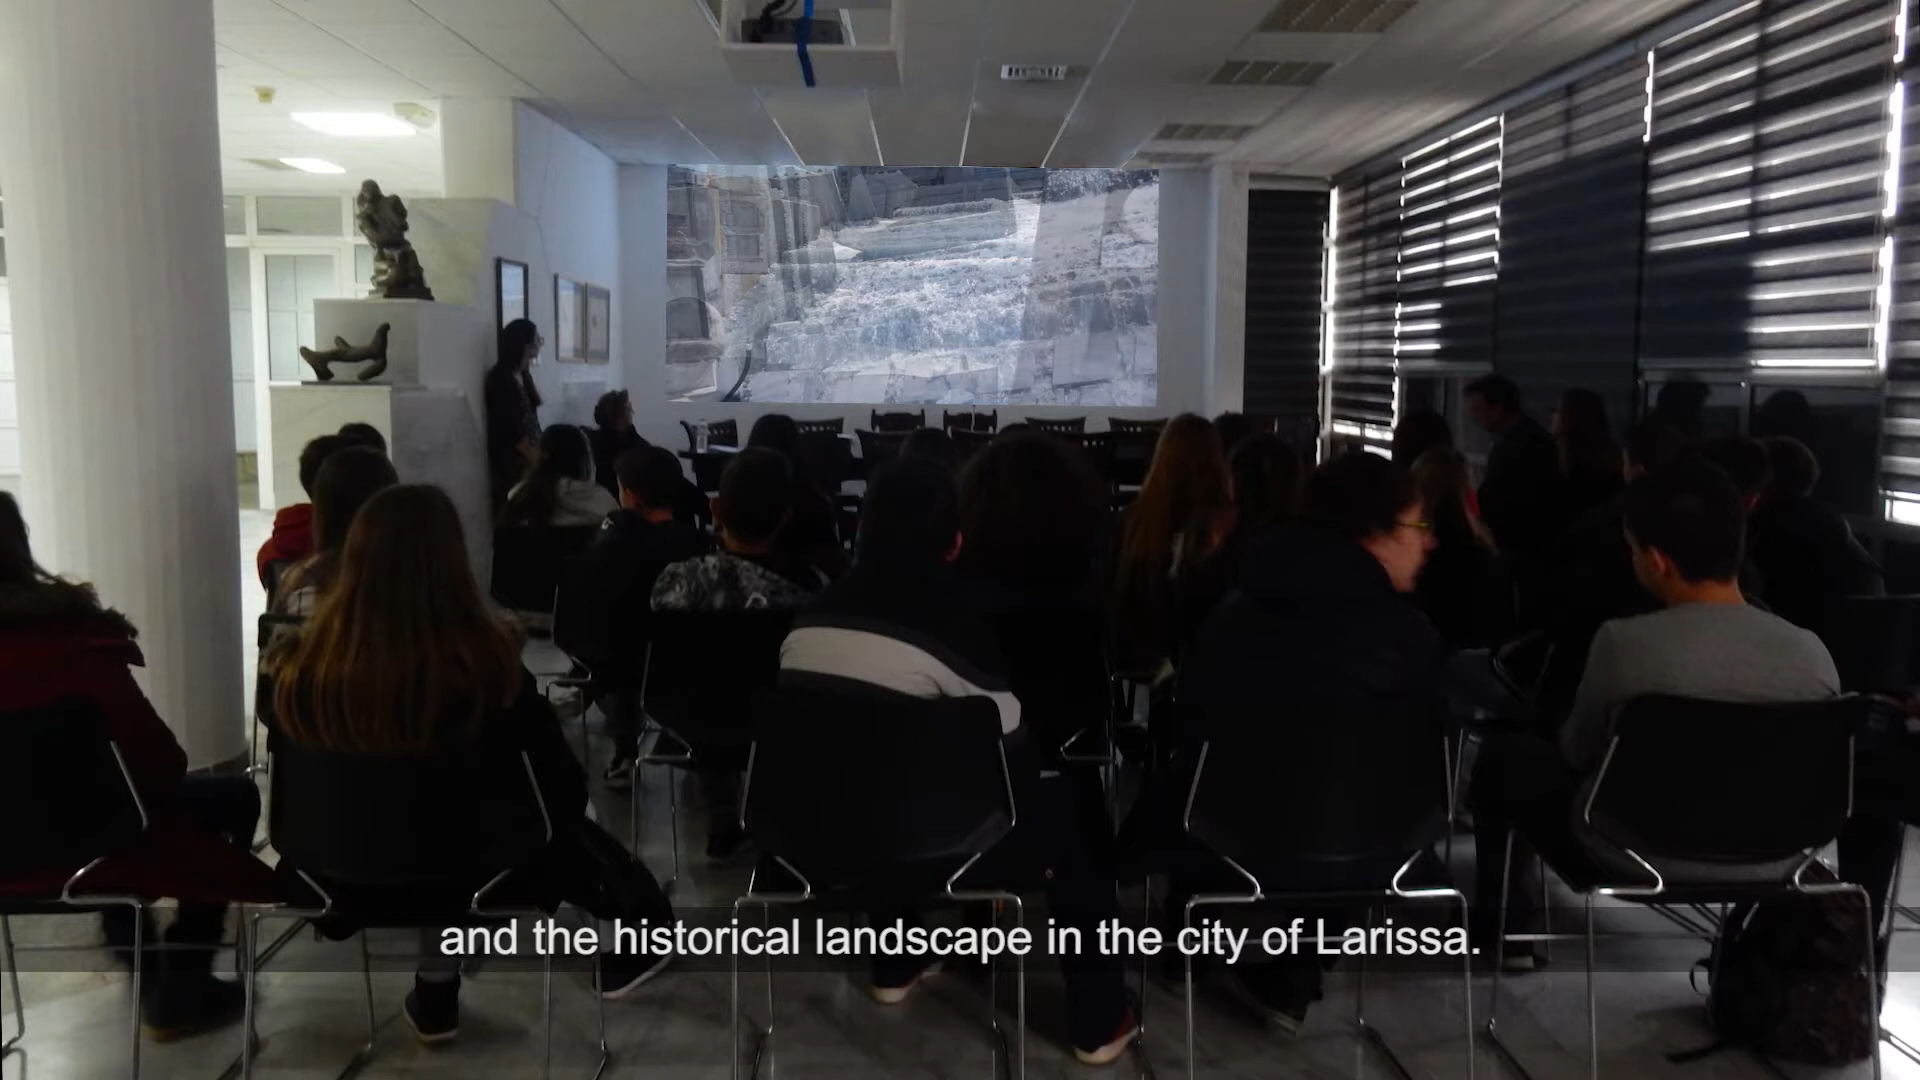 and the historical landscape in the city of Larissa.